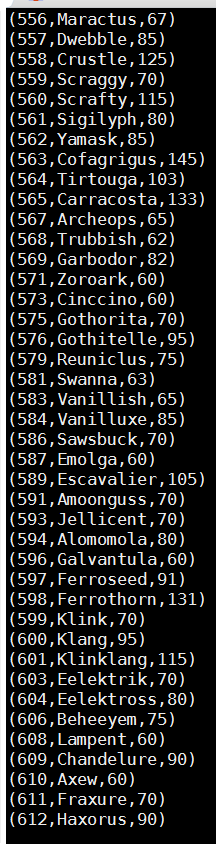 (556,Maractus,67)
(557,Dwebble,85)
(558,Crustle,125)
(559,Scraggy,70)
(560,Scrafty,115)
(561,Sigilyph,80)
(562,Yamask,85)
(563,Cofagrigus,145)
(564,Tirtouga,103)
(565,Carracosta,133)
(567,Archeops,65)
(568,Trubbish,62)
(569,Garbodor,82)
(571,Zoroark,60)
(573,Cinccino,60)
(575,Gothorita,70)
(576,Gothitelle,95)
(579,Reuniclus,75)
(581,Swanna,63)
(583,Vanillish,65)
(584,Vanilluxe,85)
(586,Sawsbuck,70)
(587,Emolga,60)
(589,Escavalier,105)
(591,Amoonguss,70)
(593,Jellicent,70)
(594,Alomomola,80)
(596,Galvantula,60)
(597,Ferroseed,91)
(598,Ferrothorn,131)
(599,Klink,70)
(600,Klang,95)
(601,Klinklang,115)
(603,Eelektrik,70)
(604,Eelektross,80)
(606,Beheeyem,75)
(608,Lampent,60)
(609,Chandelure,90)
(610,Axew,60)
(611,Fraxure,70)
(612,Haxorus,90)